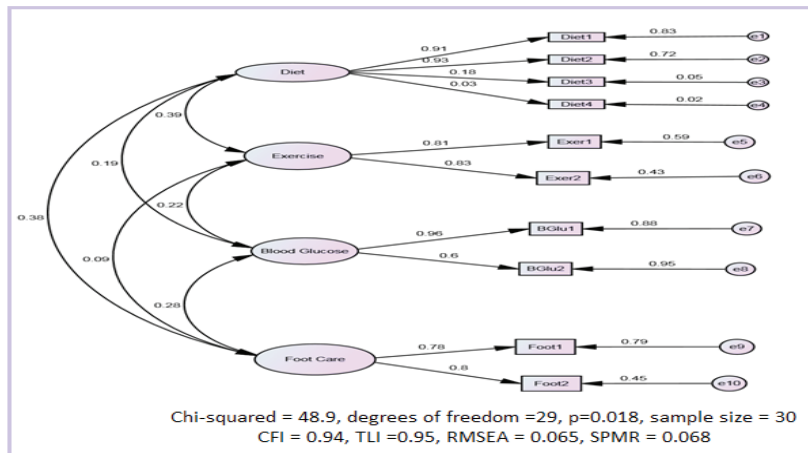 0.91
Diet1
0.83
e1
Diet
0.93
Diet2
0.72
e2
0.18
Diet3
0.05
e3
0.03
Diet4
0.02
e4
0.39
Exercise
0.81
Exer1
0.59
e5
0.19
0.83
Exer2
0.43
e6
0.38
0.22
0.96
BGlu1
0.88
e7
Blood Glucose
0.09
0.6
BGlu2
0.95
e8
0.28
Foot Care
0.78
Foot1
0.79
e9
0.8
Foot2
0.45
e10
Chi-squared = 48.9, degrees of freedom =29, p=0.018, sample size = 30
CFI = 0.94, TLI =0.95, RMSEA = 0.065, SPMR = 0.068